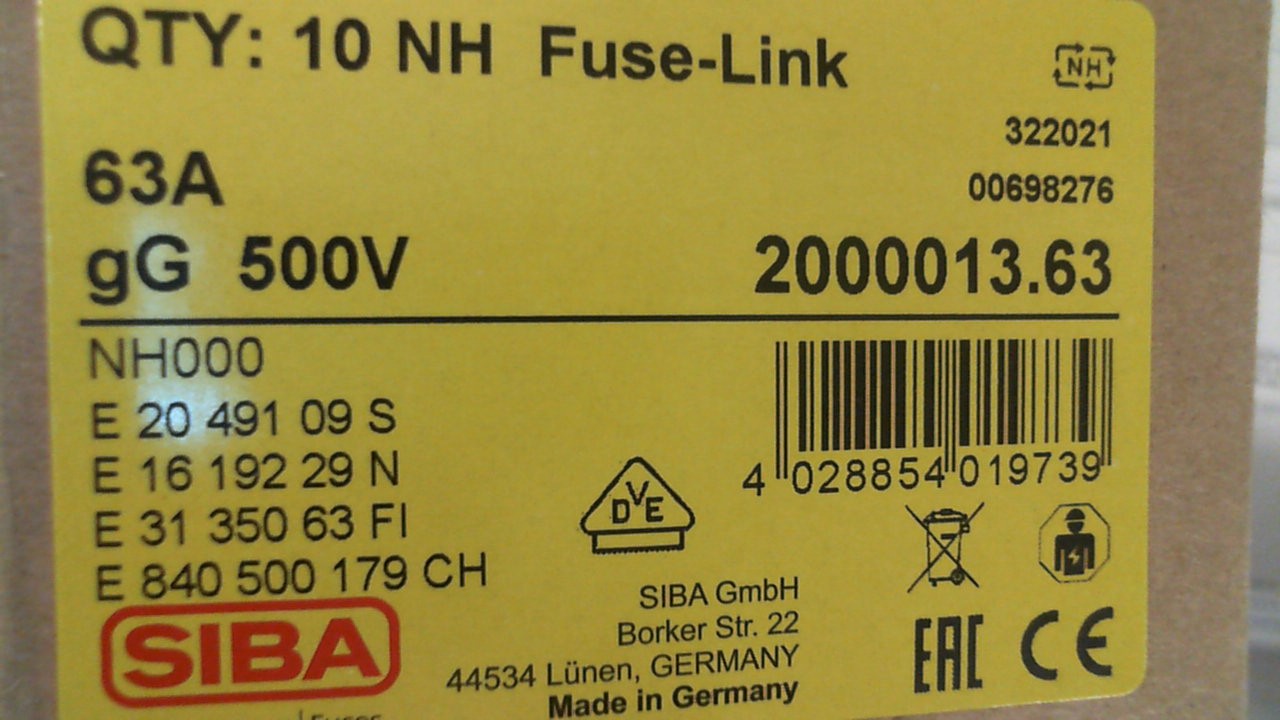 QTY: 10 NH Fuse-Link
NH
322021
00698276
63A
gG 500V
2000013.63
NH000
E 20 491 09 S
E 16 192 29 N
E 31 350 63 FI
E 840 500 179 CH
4 028854 019739
DVE
SIBA
SIBA GmbH
Borker Str. 22
44534 Lünen, GERMANY
Made in Germany
EAC CE